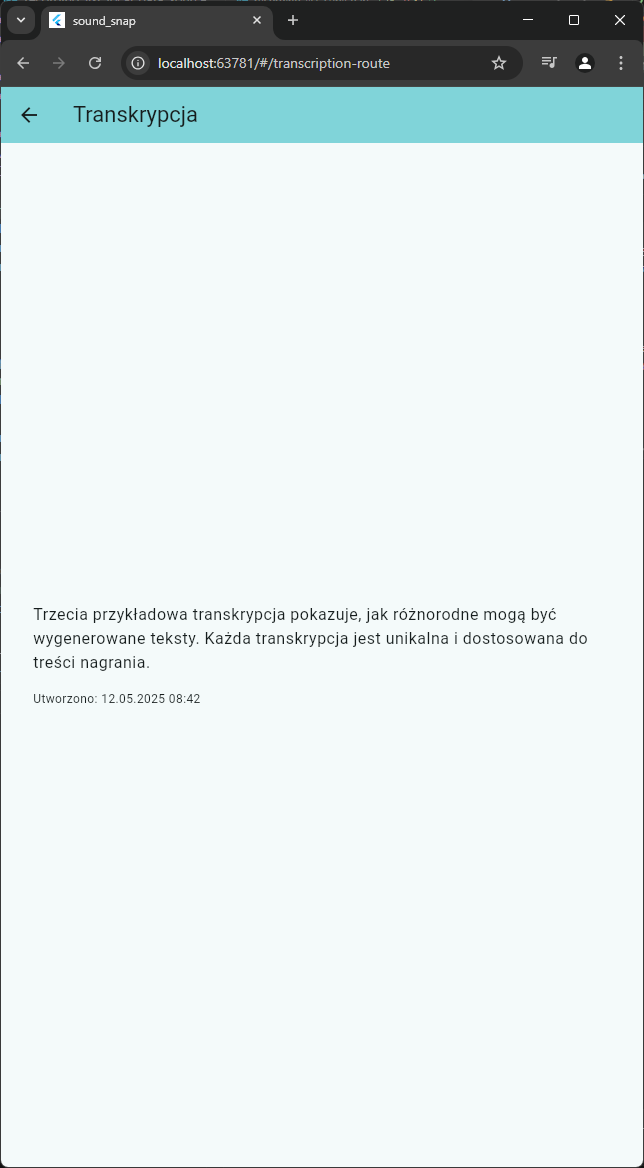 sound_snap
localhost:63781/#/transcription-route
Transkrypcja
Trzecia przykładowa transkrypcja pokazuje, jak różnorodne mogą być
wygenerowane teksty. Każda transkrypcja jest unikalna i dostosowana do
treści nagrania.
Utworzono: 12.05.2025 08:42